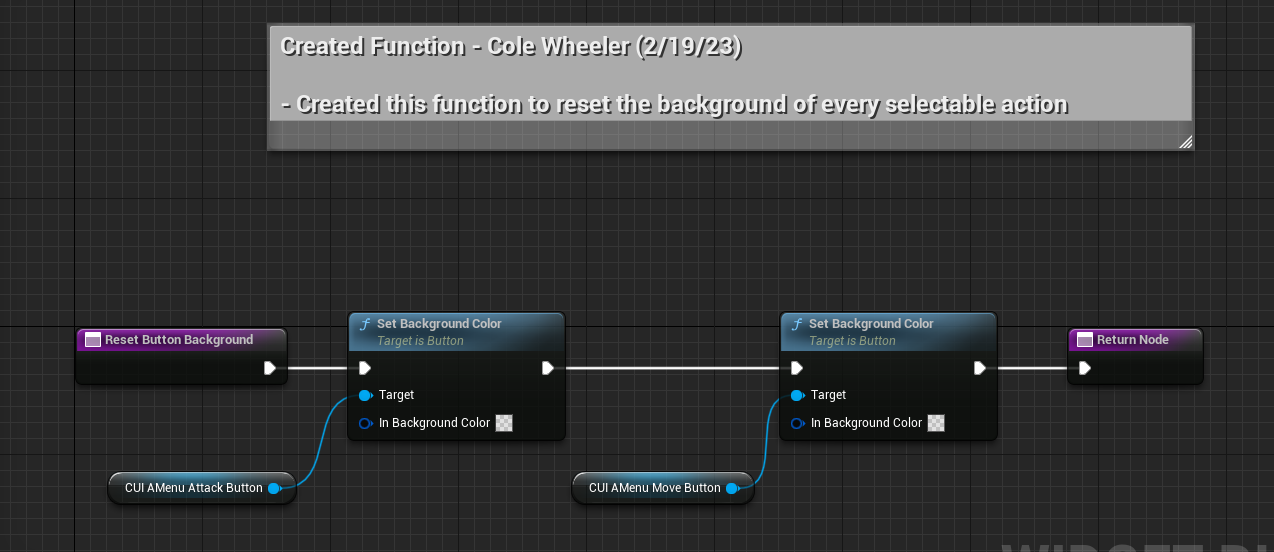 Created Function - Cole Wheeler (2/19/23)
- Created this function to reset the background of every selectable action
Reset Button Background
Set Background Color
Target is Button
Target
In Background Color
CUI AMenu Attack Button
Set Background Color
Target is Button
Target
In Background Color
CUI AMenu Move Button
Return Node